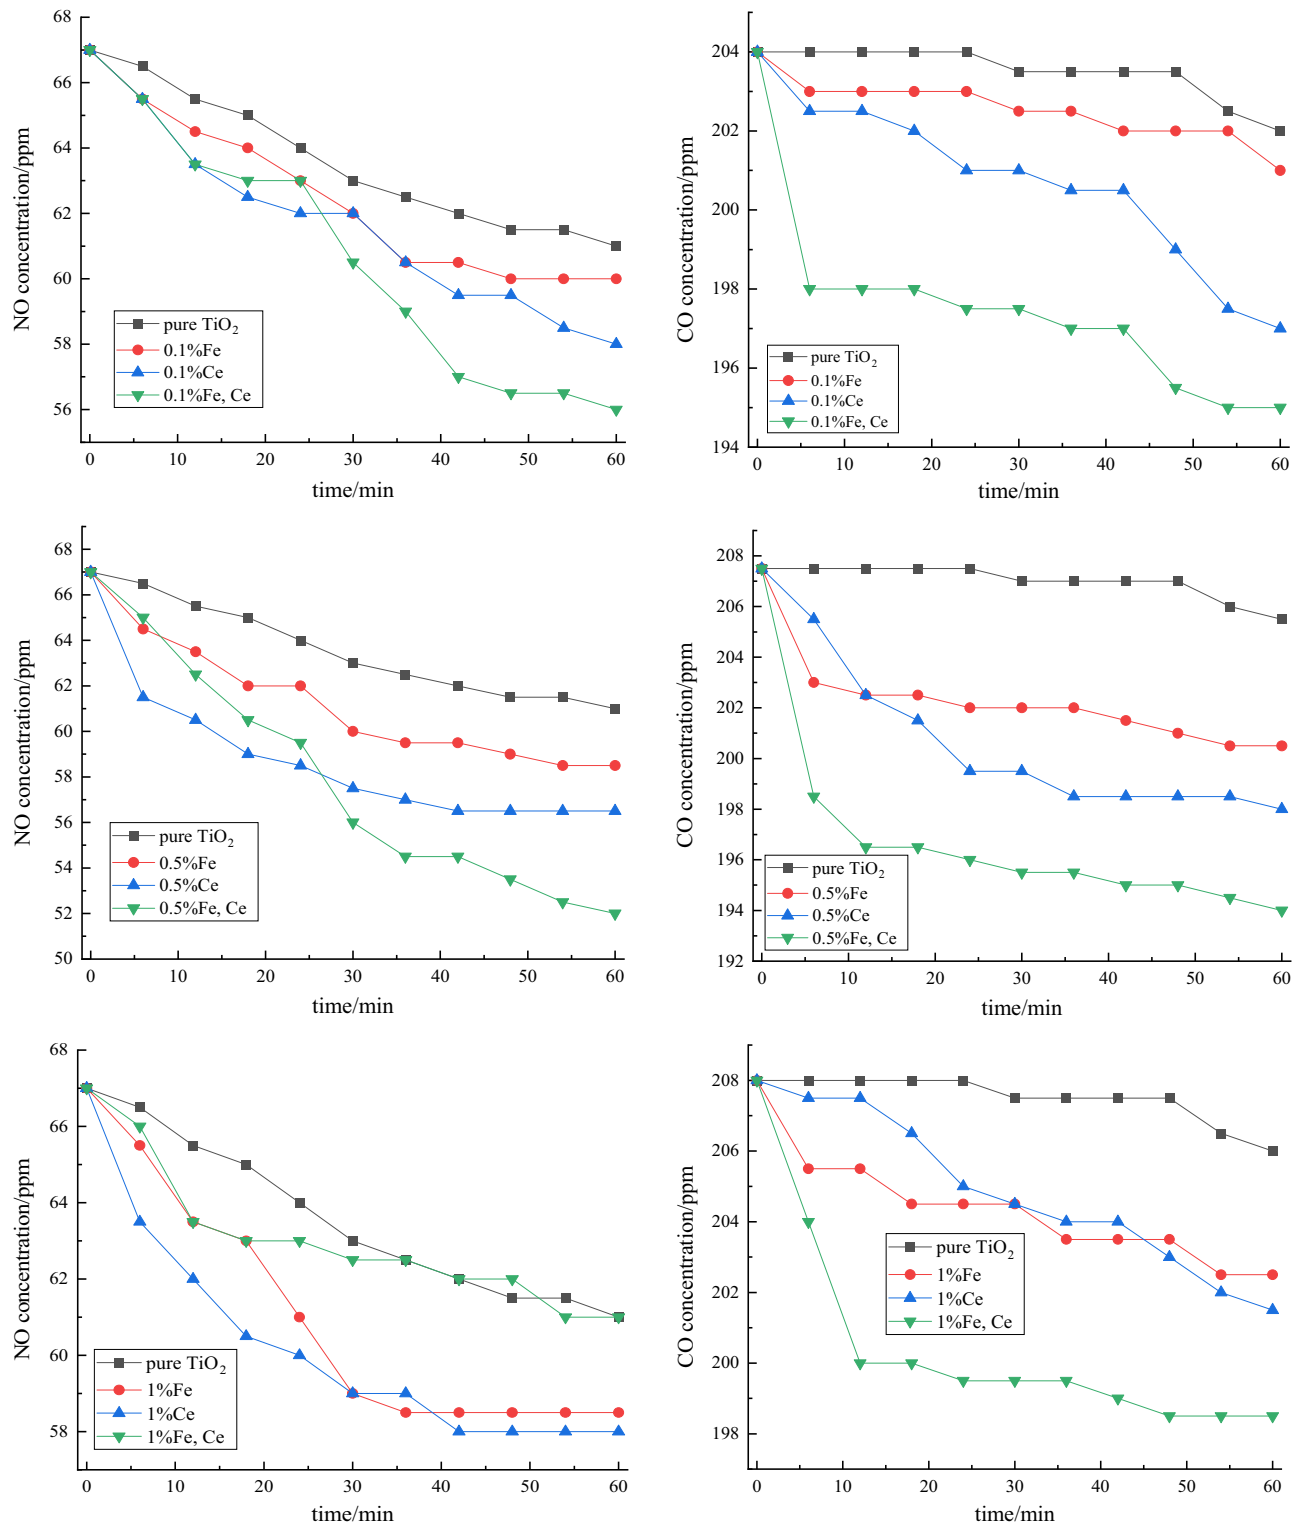 68
66
64
62
60
58
56
NO concentration/ppm
pure TiO₂
0.1%Fe
0.1%Ce
0.1%Fe, Ce
0 10 20 30 40 50 60
time/min
204
202
200
198
196
194
CO concentration/ppm
pure TiO₂
0.1%Fe
0.1%Ce
0.1%Fe, Ce
0 10 20 30 40 50 60
time/min
68
66
64
62
60
58
56
54
52
50
NO concentration/ppm
pure TiO₂
0.5%Fe
0.5%Ce
0.5%Fe, Ce
0 10 20 30 40 50 60
time/min
208
206
204
202
200
198
196
194
192
CO concentration/ppm
pure TiO₂
0.5%Fe
0.5%Ce
0.5%Fe, Ce
0 10 20 30 40 50 60
time/min
68
66
64
62
60
58
NO concentration/ppm
pure TiO₂
1%Fe
1%Ce
1%Fe, Ce
0 10 20 30 40 50 60
time/min
208
206
204
202
200
198
CO concentration/ppm
pure TiO₂
1%Fe
1%Ce
1%Fe, Ce
0 10 20 30 40 50 60
time/min